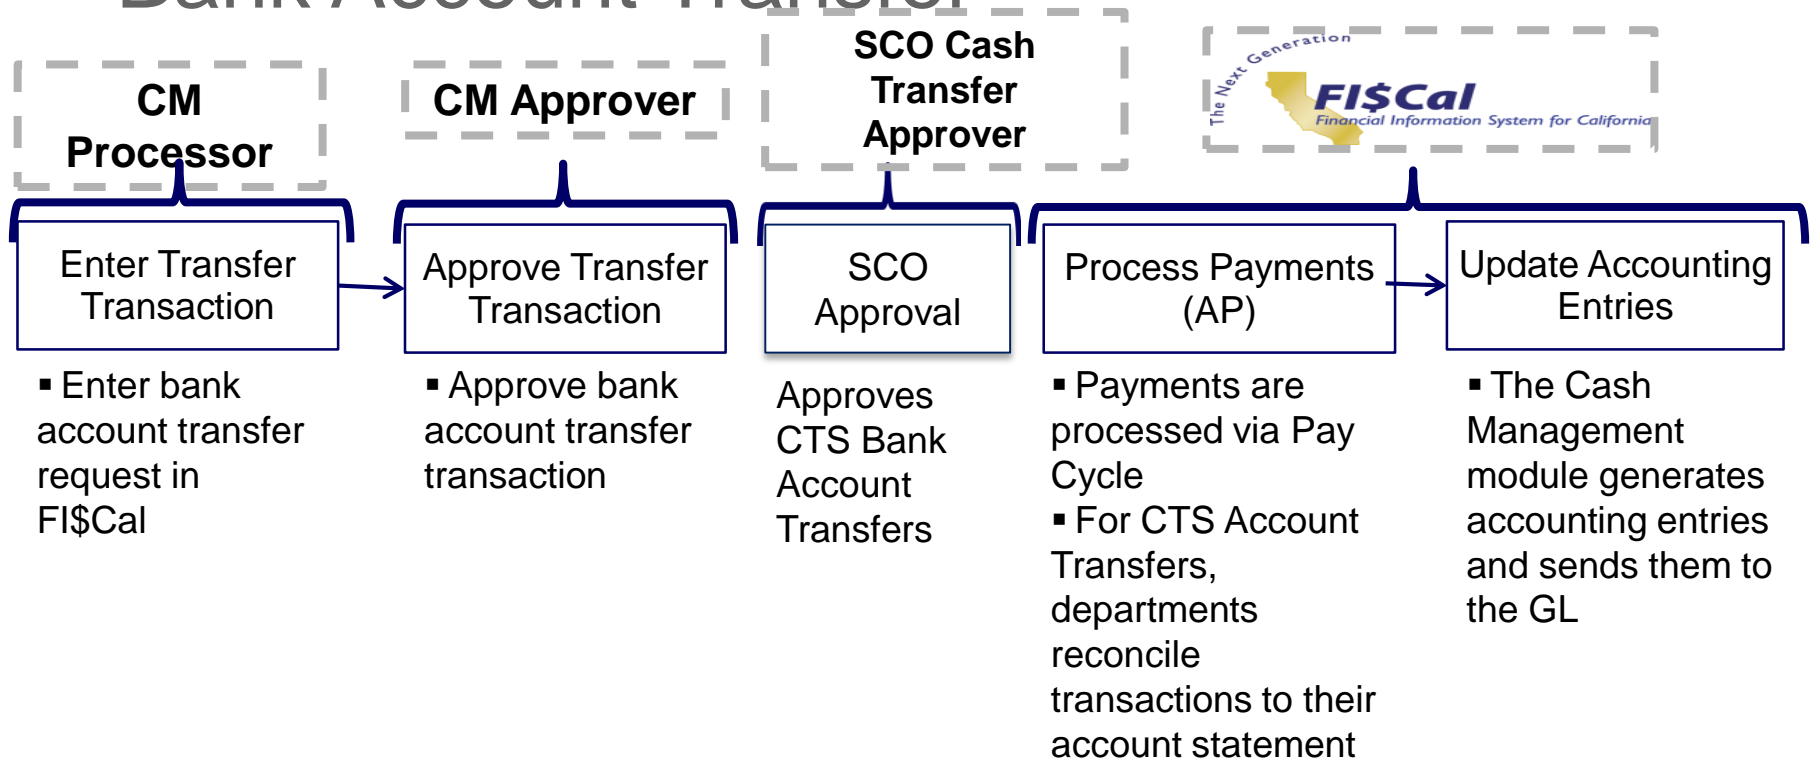 Bank Account Transfer
CM
Processor
CM Approver
SCO Cash
Transfer
Approver
The Next Generation
FI$Cal
Financial Information System for California
Enter Transfer
Transaction
Approve Transfer
Transaction
SCO
Approval
Process Payments
(AP)
Update Accounting
Entries
▪ Enter bank
account transfer
request in
FI$Cal
▪ Approve bank
account transfer
transaction
Approves
CTS Bank
Account
Transfers
▪ Payments are
processed via Pay
Cycle
▪ For CTS Account
Transfers,
departments
reconcile
transactions to their
account statement
▪ The Cash
Management
module generates
accounting entries
and sends them to
the GL